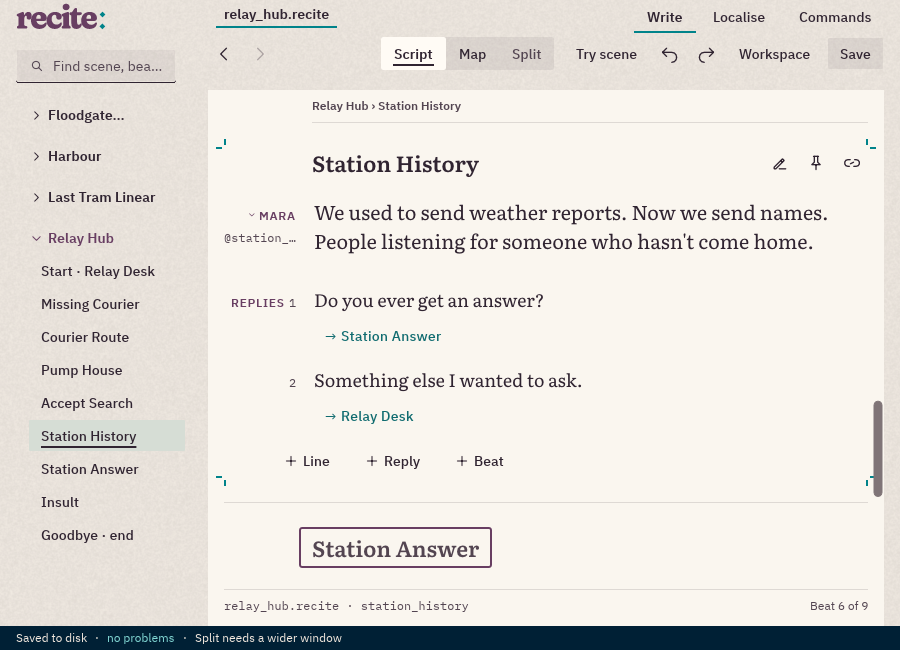 recite:
relay_hub.recite
Write Localise Commands
Script Map Split Try scene Workspace Save
Find scene, bea...
Floodgate...
Harbour
Last Tram Linear
Relay Hub
Start · Relay Desk
Missing Courier
Courier Route
Pump House
Accept Search
Station History
Station Answer
Insult
Goodbye · end
Relay Hub › Station History
Station History
MARA
@station_…
We used to send weather reports. Now we send names.
People listening for someone who hasn't come home.
REPLIES 1 Do you ever get an answer?
→ Station Answer
2 Something else I wanted to ask.
→ Relay Desk
+ Line + Reply + Beat
Station Answer
relay_hub.recite · station_history Beat 6 of 9
Saved to disk · no problems · Split needs a wider window